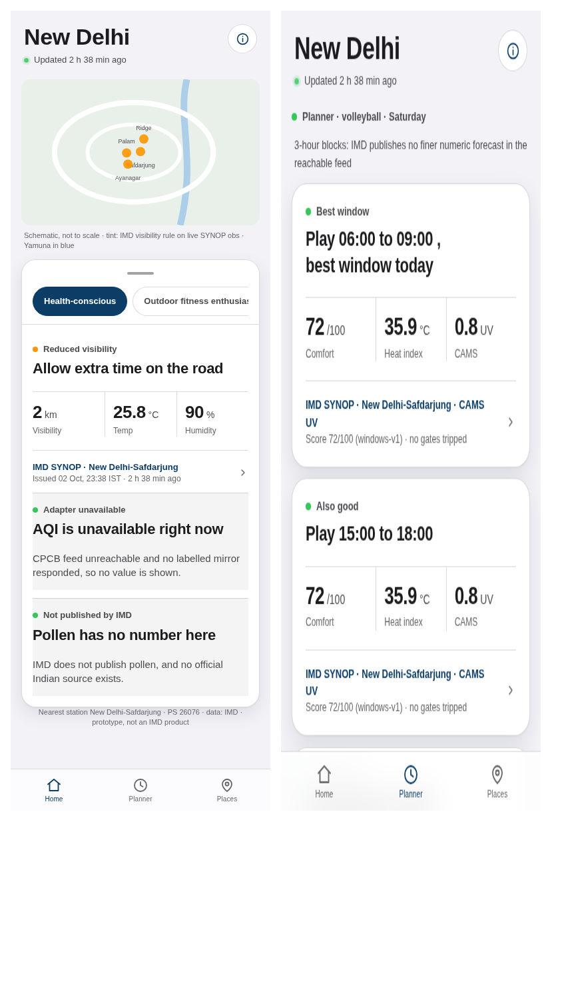 New Delhi
Updated 2 h 38 min ago
Ridge
Palam
afdarjung
Ayanagar
Schematic, not to scale · tint: IMD visibility rule on live SYNOP obs ·
Yamuna in blue
Health-conscious
Outdoor fitness enthusias
Reduced visibility
Allow extra time on the road
2 km
25.8 °C
90 %
Visibility
Temp
Humidity
IMD SYNOP · New Delhi-Safdarjung
Issued 02 Oct, 23:38 IST · 2 h 38 min ago
Adapter unavailable
AQI is unavailable right now
CPCB feed unreachable and no labelled mirror
responded, so no value is shown.
Not published by IMD
Pollen has no number here
IMD does not publish pollen, and no official
Indian source exists.
Nearest station New Delhi-Safdarjung · PS 26076 · data: IMD ·
prototype, not an IMD product
Home
Planner
Places
New Delhi
Updated 2 h 38 min ago
Planner · volleyball · Saturday
3-hour blocks: IMD publishes no finer numeric forecast in the
reachable feed
Best window
Play 06:00 to 09:00 ,
best window today
72 /100
35.9 °C
0.8 UV
Comfort
Heat index
CAMS
IMD SYNOP · New Delhi-Safdarjung · CAMS
UV
Score 72/100 (windows-v1) · no gates tripped
Also good
Play 15:00 to 18:00
72 /100
35.9 °C
0.8 UV
Comfort
Heat index
CAMS
IMD SYNOP · New Delhi-Safdarjung · CAMS
UV
Score 72/100 (windows-v1) · no gates tripped
Home
Planner
Places